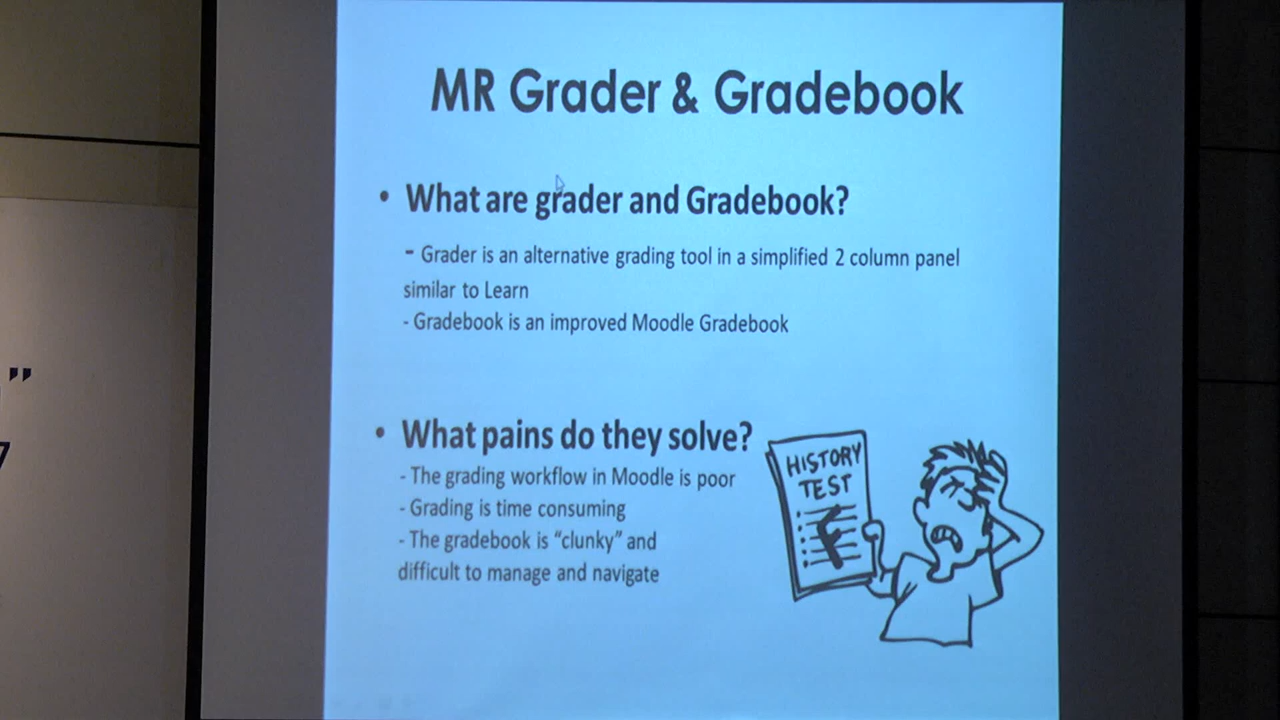 MR Grader & Gradebook
• What are grader and Gradebook?
- Grader is an alternative grading tool in a simplified 2 column panel
similar to Learn
- Gradebook is an improved Moodle Gradebook
• What pains do they solve?
- The grading workflow in Moodle is poor
- Grading is time consuming
- The gradebook is “clunky” and
difficult to manage and navigate
HISTORY
TEST
F
”
7